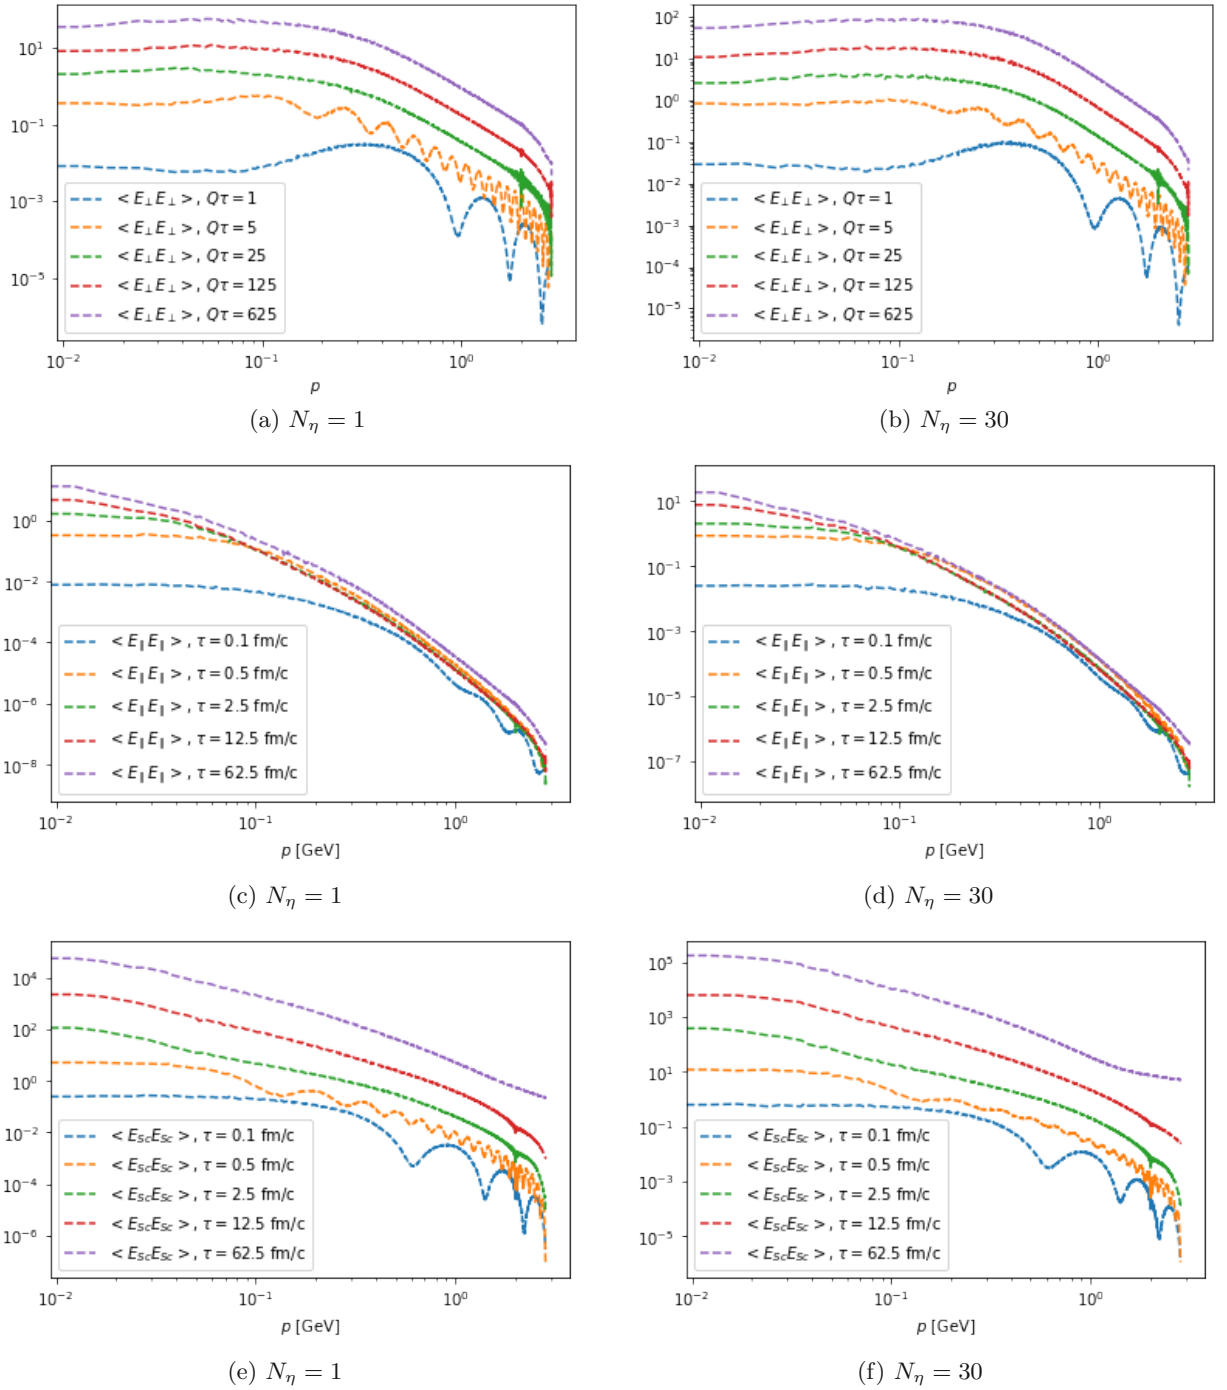 10¹
10⁻¹
10⁻³
10⁻⁵
< E⊥E⊥ >, Qτ = 1
< E⊥E⊥ >, Qτ = 5
< E⊥E⊥ >, Qτ = 25
< E⊥E⊥ >, Qτ = 125
< E⊥E⊥ >, Qτ = 625
10⁻² 10⁻¹ 10⁰
p
(a) Nη = 1
10²
10¹
10⁰
10⁻¹
10⁻²
10⁻³
10⁻⁴
10⁻⁵
< E⊥E⊥ >, Qτ = 1
< E⊥E⊥ >, Qτ = 5
< E⊥E⊥ >, Qτ = 25
< E⊥E⊥ >, Qτ = 125
< E⊥E⊥ >, Qτ = 625
10⁻² 10⁻¹ 10⁰
p
(b) Nη = 30
10⁰
10⁻²
10⁻⁴
10⁻⁶
10⁻⁸
< E∥E∥ >, τ = 0.1 fm/c
< E∥E∥ >, τ = 0.5 fm/c
< E∥E∥ >, τ = 2.5 fm/c
< E∥E∥ >, τ = 12.5 fm/c
< E∥E∥ >, τ = 62.5 fm/c
10⁻² 10⁻¹ 10⁰
p [GeV]
(c) Nη = 1
10¹
10⁻¹
10⁻³
10⁻⁵
10⁻⁷
< E∥E∥ >, τ = 0.1 fm/c
< E∥E∥ >, τ = 0.5 fm/c
< E∥E∥ >, τ = 2.5 fm/c
< E∥E∥ >, τ = 12.5 fm/c
< E∥E∥ >, τ = 62.5 fm/c
10⁻² 10⁻¹ 10⁰
p [GeV]
(d) Nη = 30
10⁴
10²
10⁰
10⁻²
10⁻⁴
10⁻⁶
< EScESc >, τ = 0.1 fm/c
< EScESc >, τ = 0.5 fm/c
< EScESc >, τ = 2.5 fm/c
< EScESc >, τ = 12.5 fm/c
< EScESc >, τ = 62.5 fm/c
10⁻² 10⁻¹ 10⁰
p [GeV]
(e) Nη = 1
10⁵
10³
10¹
10⁻¹
10⁻³
10⁻⁵
< EScESc >, τ = 0.1 fm/c
< EScESc >, τ = 0.5 fm/c
< EScESc >, τ = 2.5 fm/c
< EScESc >, τ = 12.5 fm/c
< EScESc >, τ = 62.5 fm/c
10⁻² 10⁻¹ 10⁰
p [GeV]
(f) Nη = 30